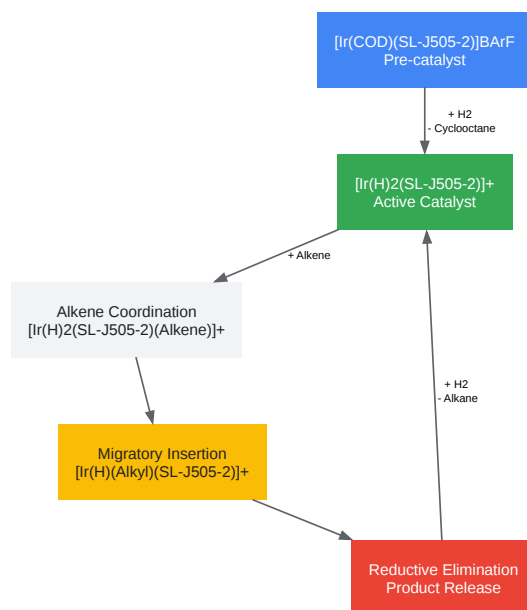 [Ir(COD)(SL-J505-2)]BArF
Pre-catalyst
+ H2
- Cyclooctane
[Ir(H)2(SL-J505-2)]+
Active Catalyst
+ Alkene
Alkene Coordination
[Ir(H)2(SL-J505-2)(Alkene)]+
+ H2
- Alkane
Migratory Insertion
[Ir(H)(Alkyl)(SL-J505-2)]+
Reductive Elimination
Product Release